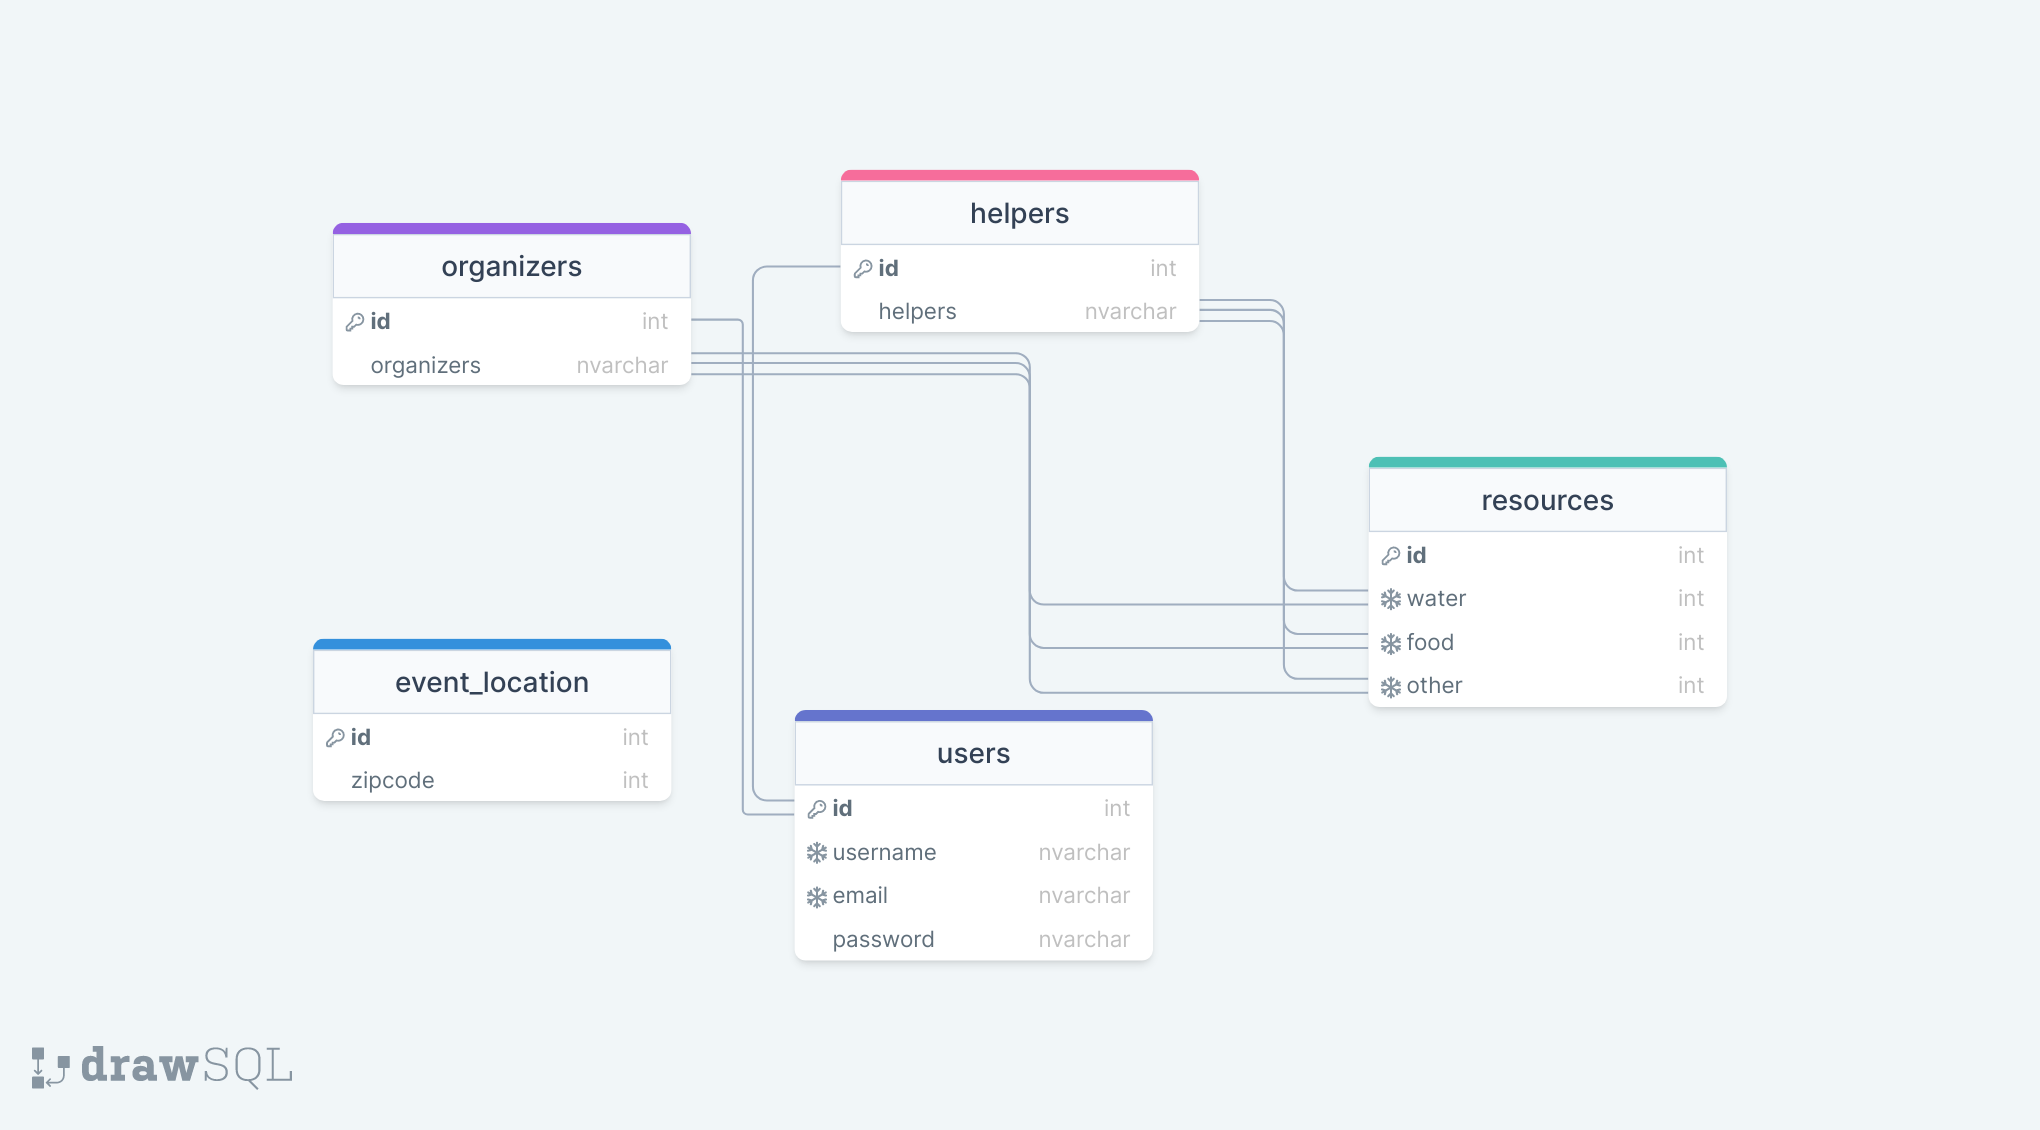 helpers
id int
helpers nvarchar
organizers
id int
organizers nvarchar
resources
id int
water int
food int
other int
event_location
id int
zipcode int
users
id int
username nvarchar
email nvarchar
password nvarchar
drawSQL